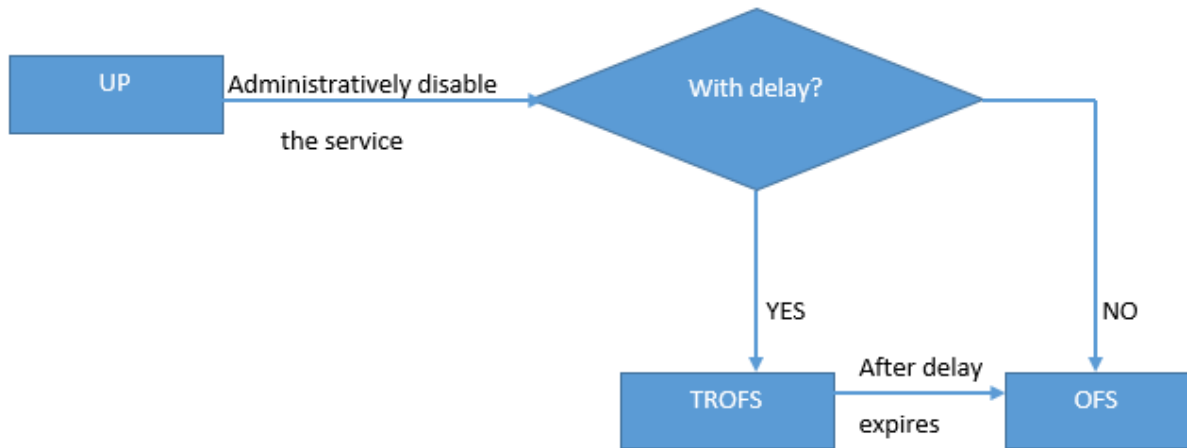 UP
Administratively disable
the service
With delay?
YES
NO
TROFS
After delay
expires
OFS